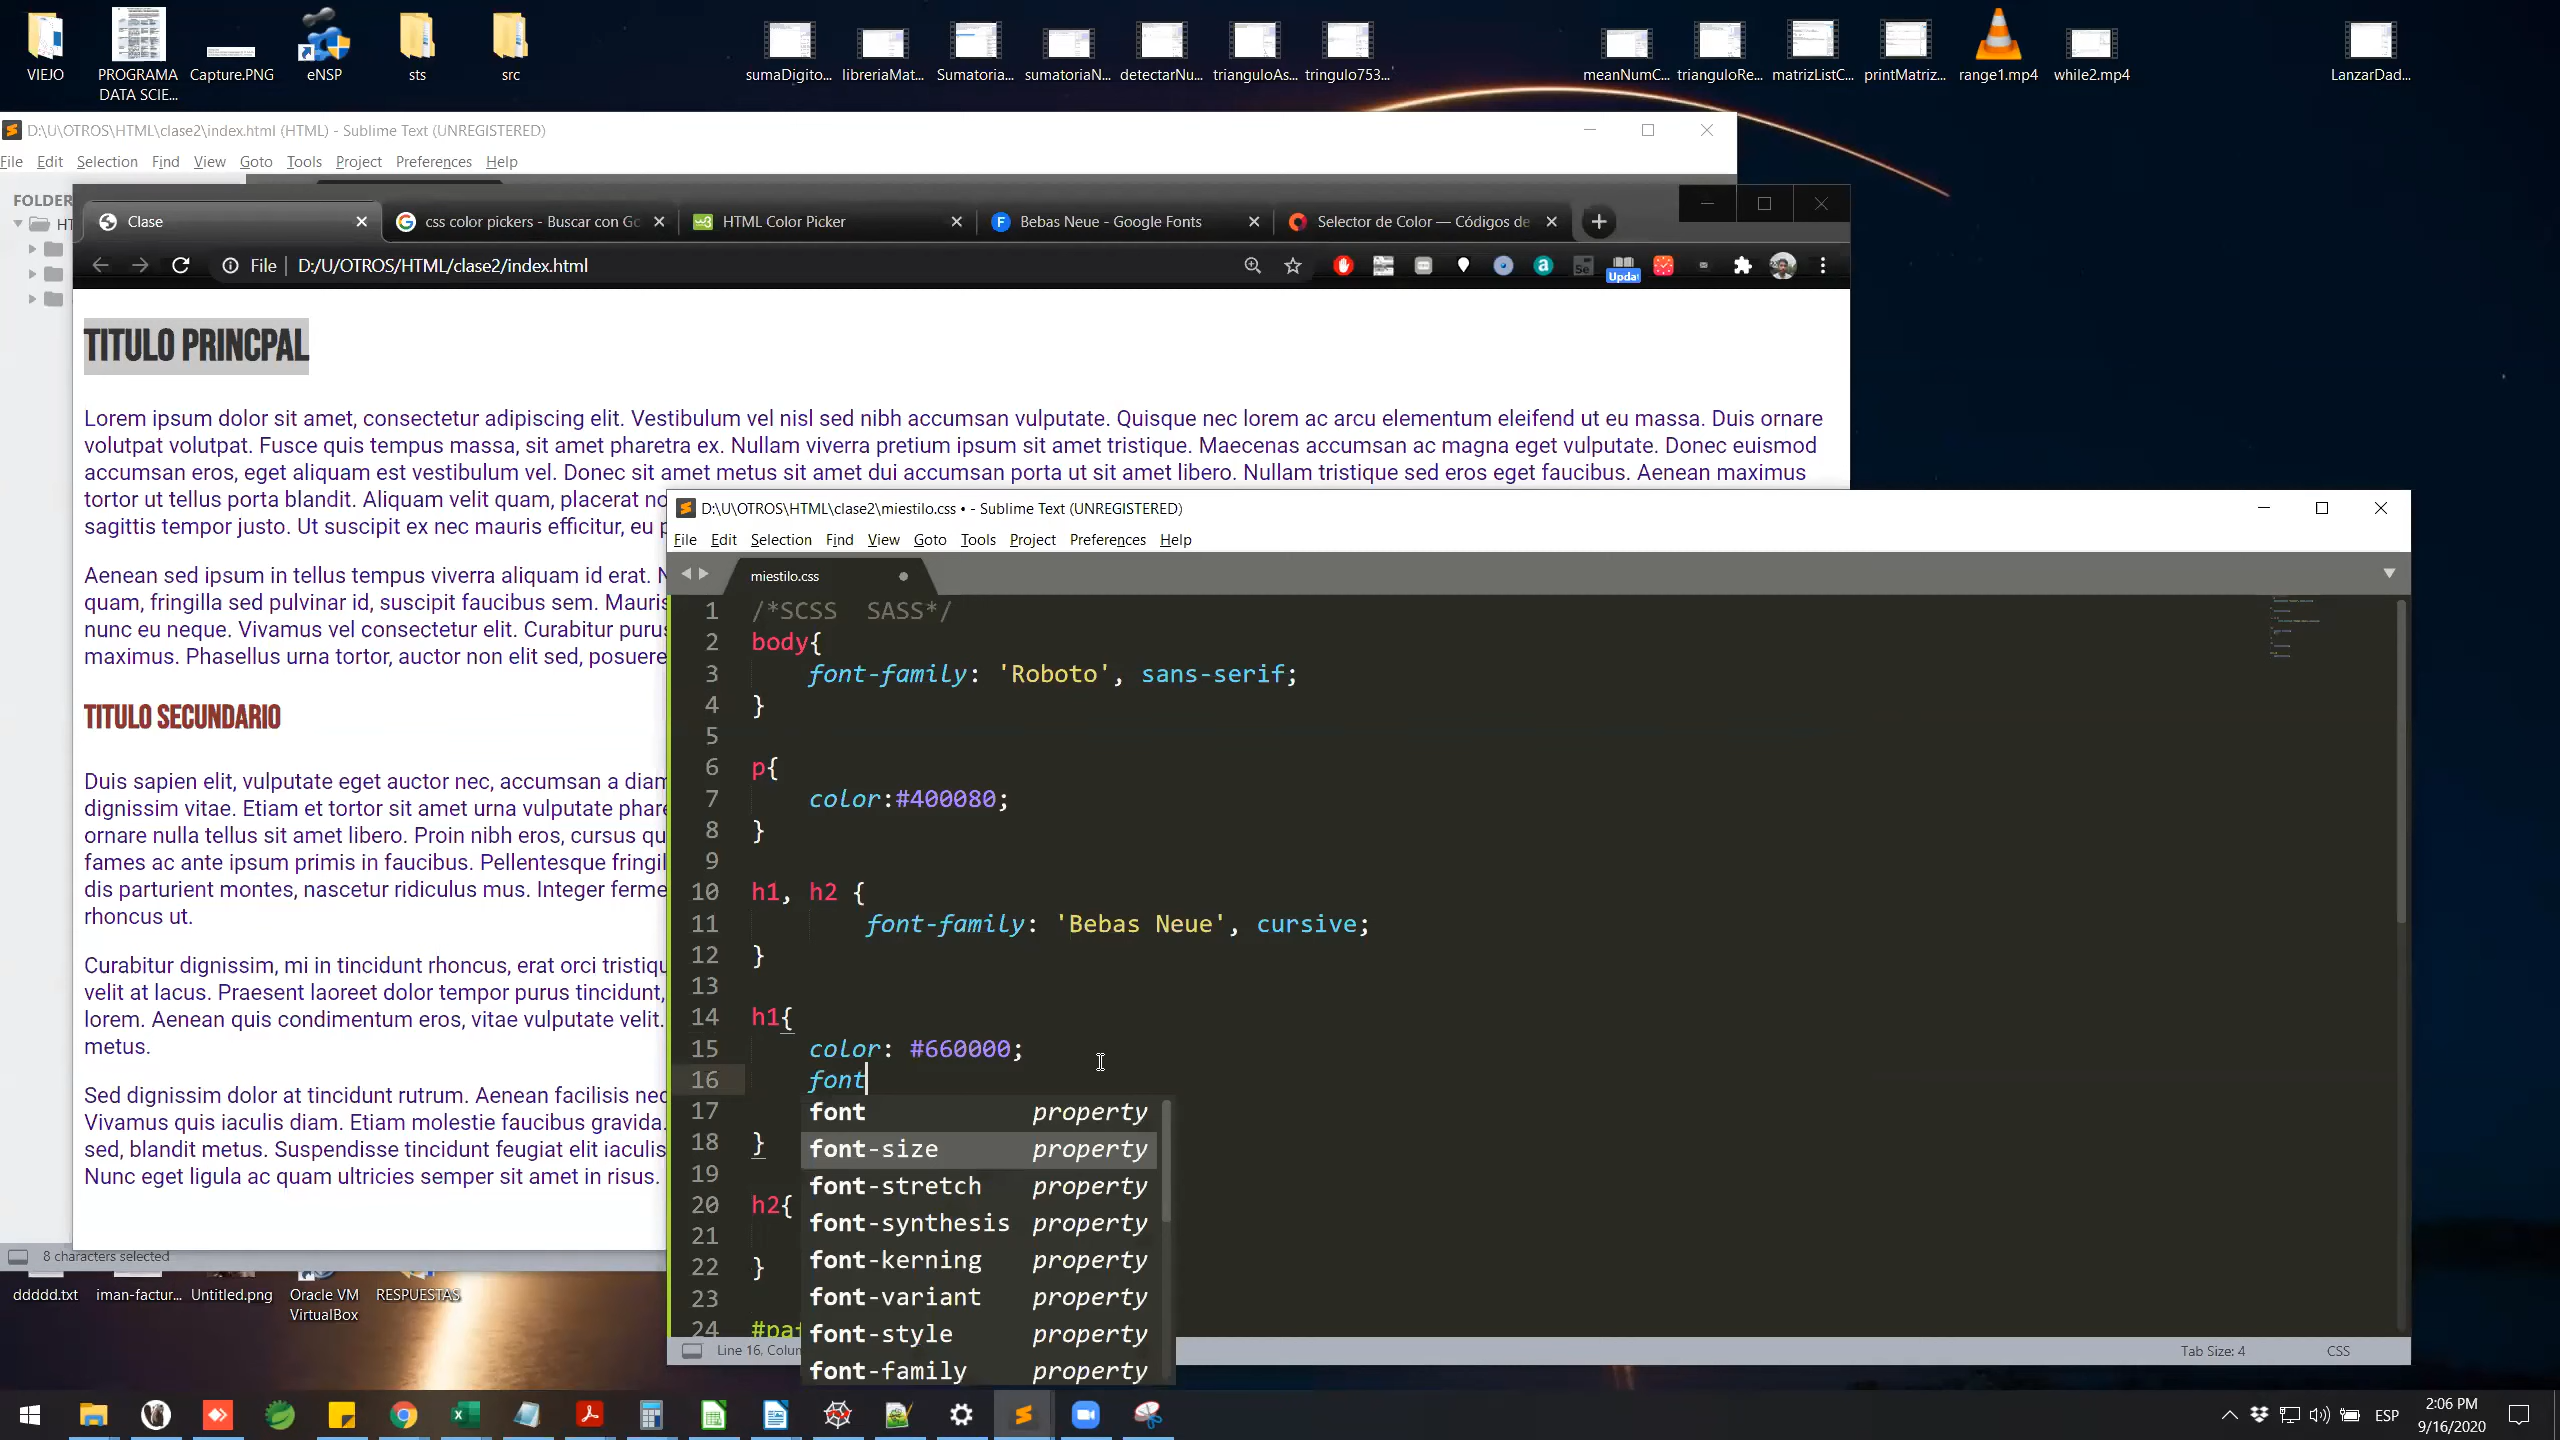 VIEJO
PROGRAMA
DATA SCIE...
Capture.PNG
eNSP
sts
src
sumaDigito...
libreriaMat...
Sumatoria...
sumatoriaN...
detectarNu...
trianguloAs...
tringulo753...
meanNumC...
trianguloRe...
matrizListC...
printMatriz...
range1.mp4
while2.mp4
LanzarDad...
D:\U\OTROS\HTML\clase2\index.html (HTML) - Sublime Text (UNREGISTERED)
File Edit Selection Find View Goto Tools Project Preferences Help
FOLDER
HT
Clase
css color pickers - Buscar con Go
HTML Color Picker
Bebas Neue - Google Fonts
Selector de Color — Códigos de
File D:/U/OTROS/HTML/clase2/index.html
Updat
TITULO PRINCPAL
Lorem ipsum dolor sit amet, consectetur adipiscing elit. Vestibulum vel nisl sed nibh accumsan vulputate. Quisque nec lorem ac arcu elementum eleifend ut eu massa. Duis ornare
volutpat volutpat. Fusce quis tempus massa, sit amet pharetra ex. Nullam viverra pretium ipsum sit amet tristique. Maecenas accumsan ac magna eget vulputate. Donec euismod
accumsan eros, eget aliquam est vestibulum vel. Donec sit amet metus sit amet dui accumsan porta ut sit amet libero. Nullam tristique sed eros eget faucibus. Aenean maximus
tortor ut tellus porta blandit. Aliquam velit quam, placerat no
sagittis tempor justo. Ut suscipit ex nec mauris efficitur, eu p
Aenean sed ipsum in tellus tempus viverra aliquam id erat. N
quam, fringilla sed pulvinar id, suscipit faucibus sem. Mauris
nunc eu neque. Vivamus vel consectetur elit. Curabitur purus
maximus. Phasellus urna tortor, auctor non elit sed, posuere
TITULO SECUNDARIO
Duis sapien elit, vulputate eget auctor nec, accumsan a diam
dignissim vitae. Etiam et tortor sit amet urna vulputate phare
ornare nulla tellus sit amet libero. Proin nibh eros, cursus qu
fames ac ante ipsum primis in faucibus. Pellentesque fringil
dis parturient montes, nascetur ridiculus mus. Integer ferme
rhoncus ut.
Curabitur dignissim, mi in tincidunt rhoncus, erat orci tristiqu
velit at lacus. Praesent laoreet dolor tempor purus tincidunt,
lorem. Aenean quis condimentum eros, vitae vulputate velit.
metus.
Sed dignissim dolor at tincidunt rutrum. Aenean facilisis nec
Vivamus quis iaculis diam. Etiam molestie faucibus gravida.
sed, blandit metus. Suspendisse tincidunt feugiat elit iaculis
Nunc eget ligula ac quam ultricies semper sit amet in risus.
8 characters selected
D:\U\OTROS\HTML\clase2\miestilo.css • - Sublime Text (UNREGISTERED)
File Edit Selection Find View Goto Tools Project Preferences Help
miestilo.css
1 /*SCSS  SASS*/
2 body{
3     font-family: 'Roboto', sans-serif;
4 }
5
6 p{
7     color:#400080;
8 }
9
10 h1, h2 {
11         font-family: 'Bebas Neue', cursive;
12 }
13
14 h1{
15     color: #660000;
16     font
17
18 }
19
20 h2{
21
22 }
23
24 #paf
font property
font-size property
font-stretch property
font-synthesis property
font-kerning property
font-variant property
font-style property
font-family property
Line 16, Colum
Tab Size: 4
CSS
ddddd.txt
iman-factur...
Untitled.png
Oracle VM
VirtualBox
RESPUESTAS
ESP
2:06 PM
9/16/2020